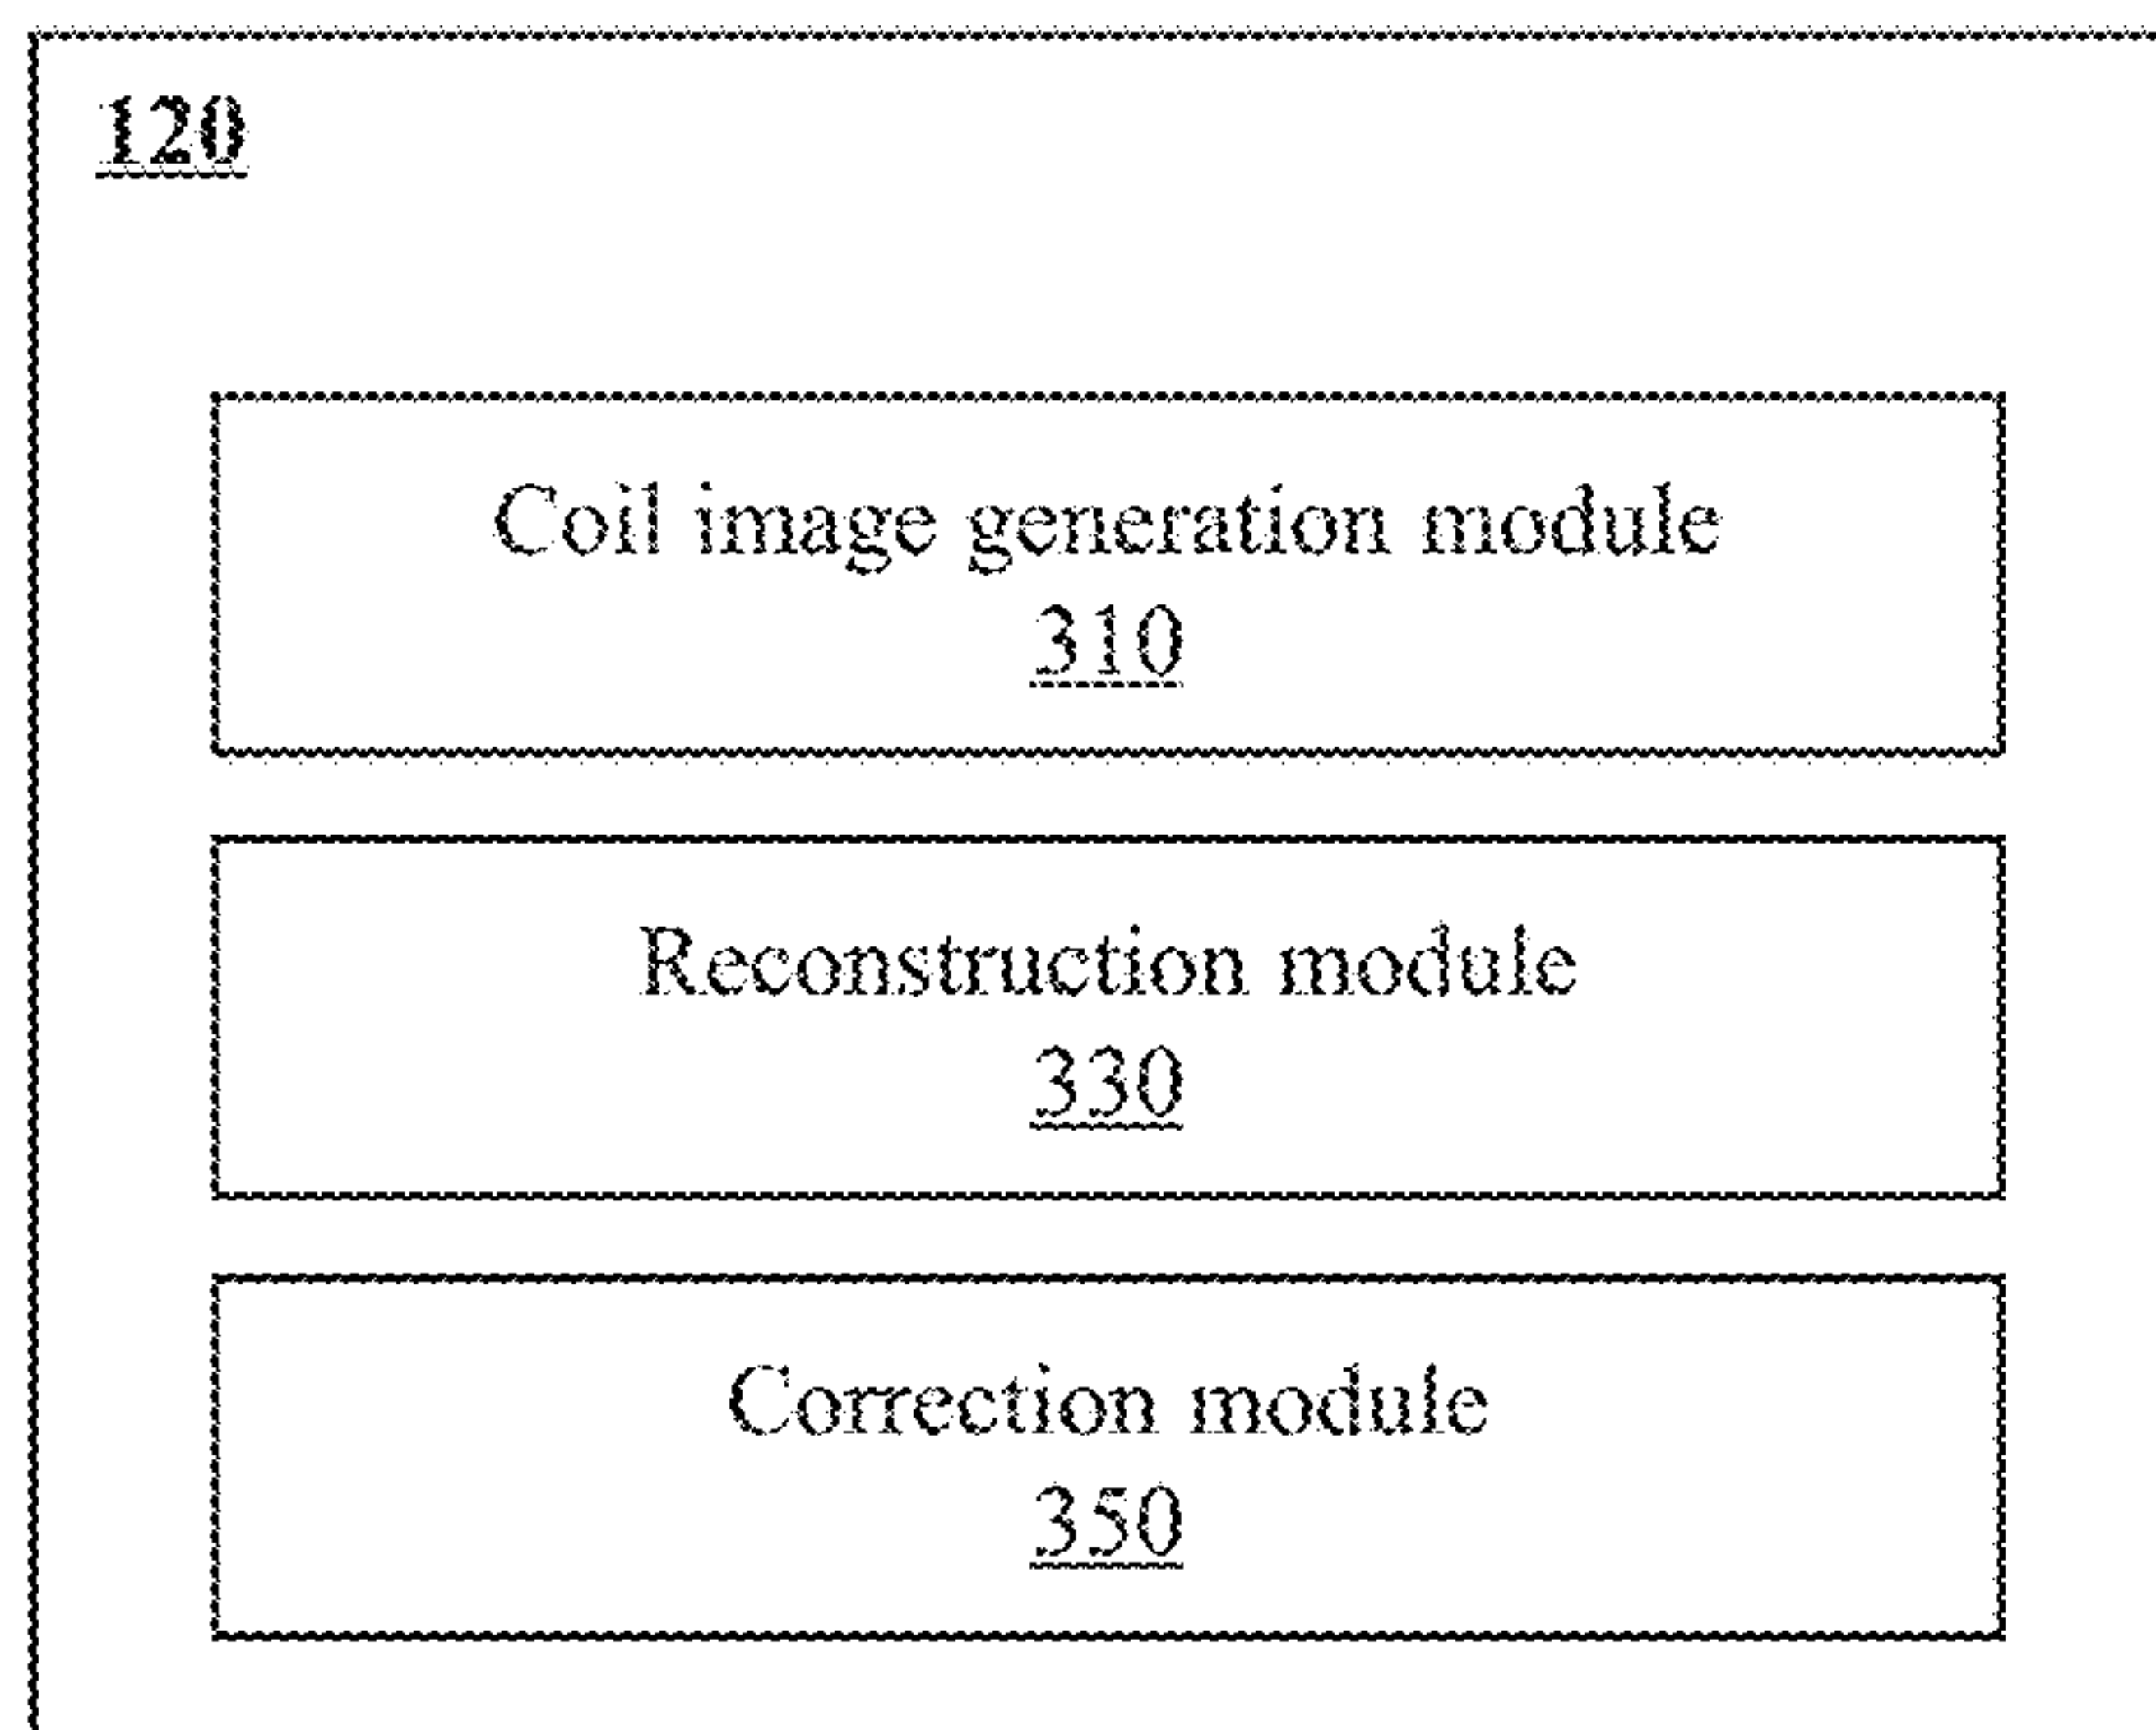 120
Coil image generation module
310
Reconstruction module
330
Correction module
350